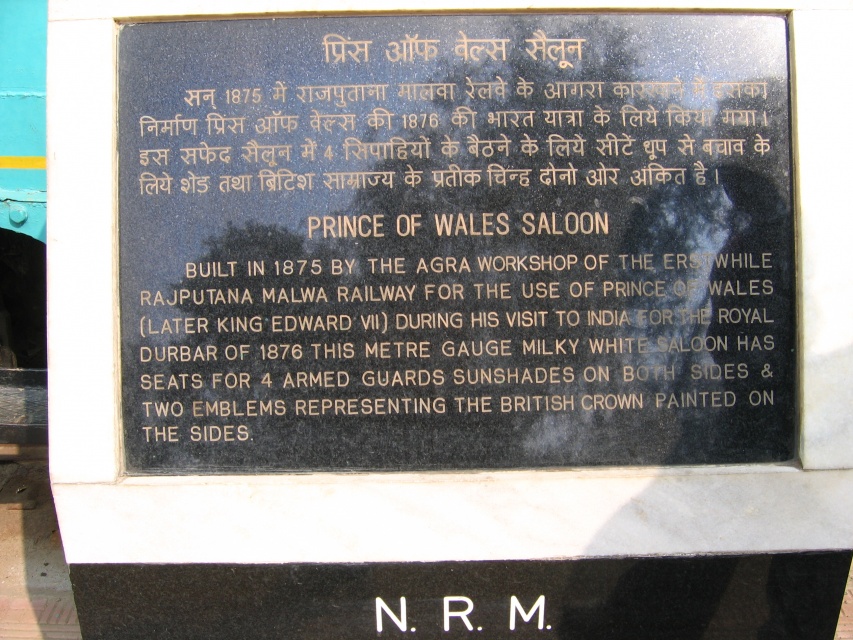 प्रिंस ऑफ वेल्स सैलून
सन् 1875 में राजपुताना मालवा रेलवे के आगरा कारखाने में इसका
निर्माण प्रिंस ऑफ वेल्स की 1876 की भारत यात्रा के लिये किया गया।
इस सफेद सैलून में 4 सिपाहियों के बैठने के लिये सीटें धूप से बचाव के
लिये शेड तथा ब्रिटिश साम्राज्य के प्रतीक चिन्ह दोनो ओर अंकित है।
PRINCE OF WALES SALOON
BUILT IN 1875 BY THE AGRA WORKSHOP OF THE ERSTWHILE
RAJPUTANA MALWA RAILWAY FOR THE USE OF PRINCE OF WALES
(LATER KING EDWARD VII) DURING HIS VISIT TO INDIA FOR THE ROYAL
DURBAR OF 1876 THIS METRE GAUGE MILKY WHITE SALOON HAS
SEATS FOR 4 ARMED GUARDS SUNSHADES ON BOTH SIDES &
TWO EMBLEMS REPRESENTING THE BRITISH CROWN PAINTED ON
THE SIDES.
N. R. M.